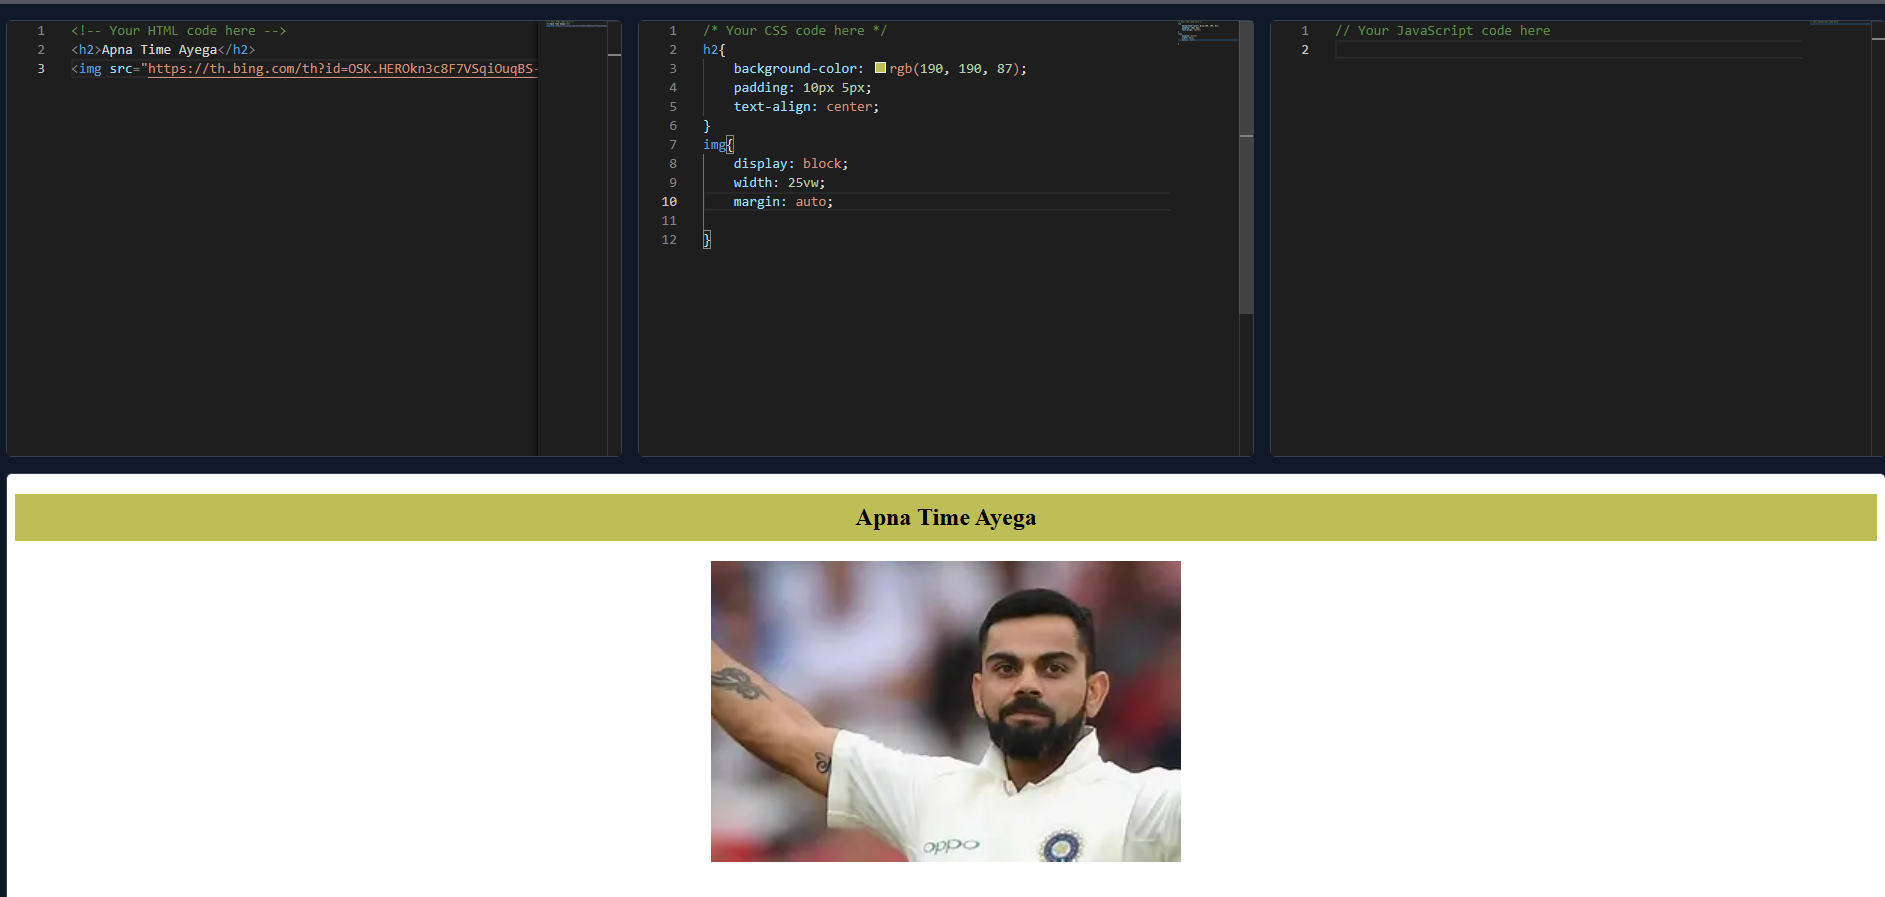 1 <!-- Your HTML code here -->
2 <h2>Apna Time Ayega</h2>
3 <img src="https://th.bing.com/th?id=OSK.HEROkn3c8F7VSqiOuqBS-
1 /* Your CSS code here */
2 h2{
3 background-color: rgb(190, 190, 87);
4 padding: 10px 5px;
5 text-align: center;
6 }
7 img{
8 display: block;
9 width: 25vw;
10 margin: auto;
11
12 }
1 // Your JavaScript code here
2
Apna Time Ayega
oppo